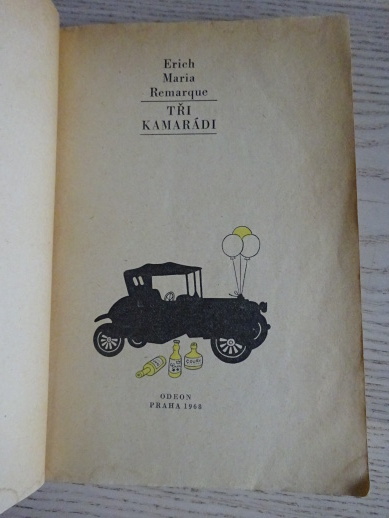 Erich
Maria
Remarque
TŘI
KAMARÁDI
ODEON
PRAHA 1968